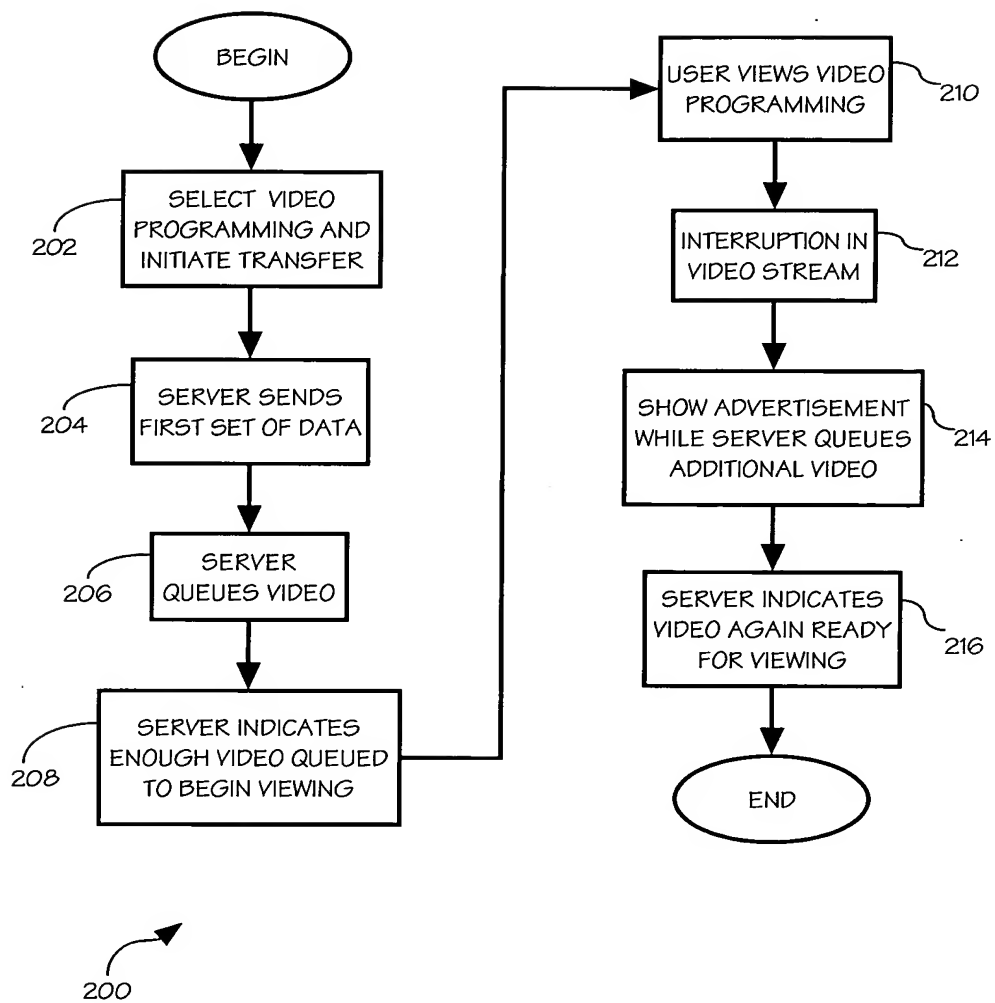 BEGIN
202
SELECT VIDEO
PROGRAMMING AND
INITIATE TRANSFER
204
SERVER SENDS
FIRST SET OF DATA
206
SERVER
QUEUES VIDEO
208
SERVER INDICATES
ENOUGH VIDEO QUEUED
TO BEGIN VIEWING
USER VIEWS VIDEO
PROGRAMMING
210
INTERRUPTION IN
VIDEO STREAM
212
SHOW ADVERTISEMENT
WHILE SERVER QUEUES
ADDITIONAL VIDEO
214
SERVER INDICATES
VIDEO AGAIN READY
FOR VIEWING
216
END
200